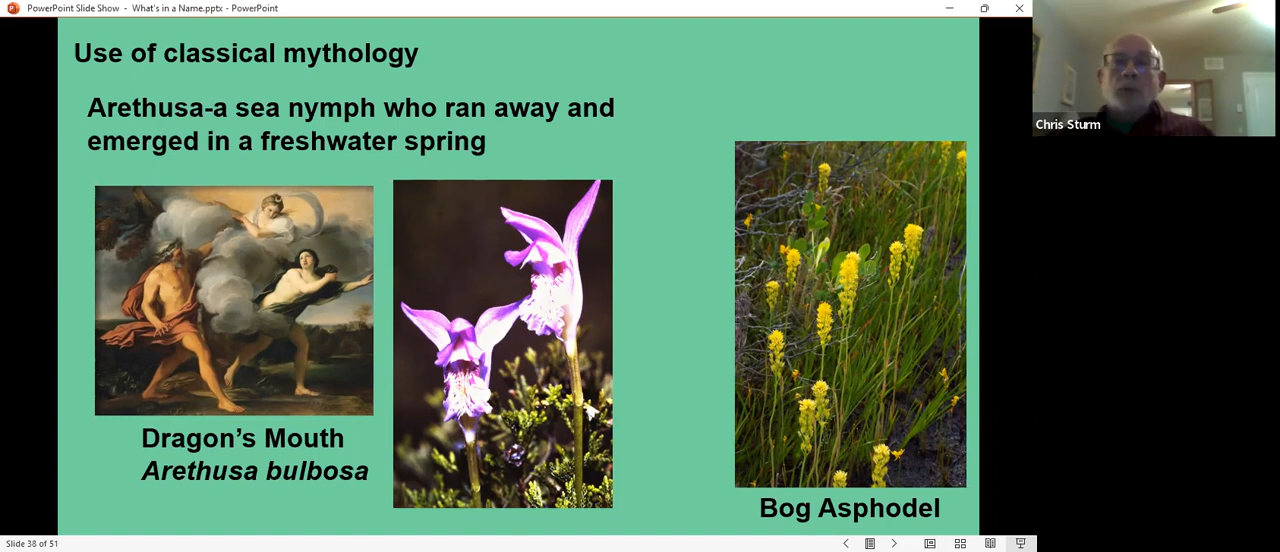 PowerPoint Slide Show - What's in a Name.pptx - PowerPoint
Use of classical mythology
Arethusa-a sea nymph who ran away and
emerged in a freshwater spring
Dragon's Mouth
Arethusa bulbosa
Bog Asphodel
Chris Sturm
Slide 38 of 51